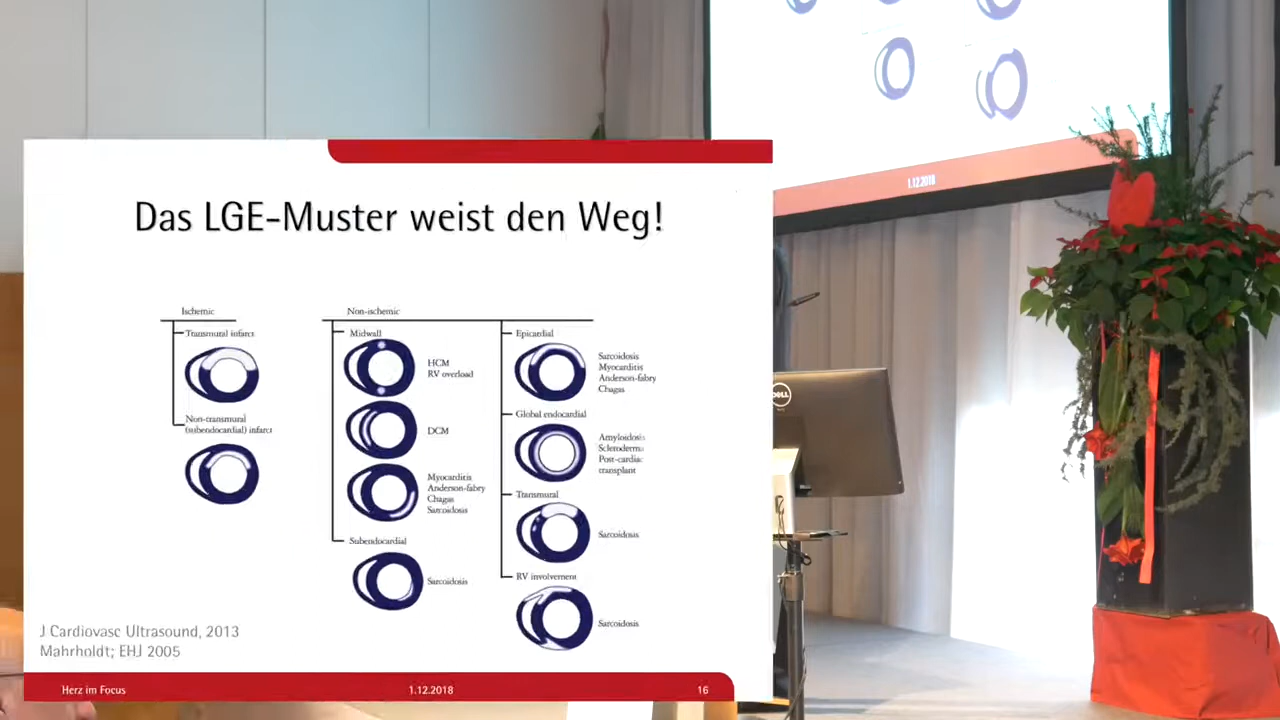 Das LGE-Muster weist den Weg!
Ischemic
Transmural infarct
Non-transmural
(subendocardial) infarct
Non-ischemic
Midwall
HCM
RV overload
DCM
Myocarditis
Anderson-fabry
Chagas
Sarcoidosis
Subendocardial
Sarcoidosis
Epicardial
Sarcoidosis
Myocarditis
Anderson-fabry
Chagas
Global endocardial
Amyloidosis
Scleroderma
Post-cardiac
transplant
Transmural
Sarcoidosis
RV involvement
Sarcoidosis
J Cardiovasc Ultrasound, 2013
Mahrholdt; EHJ 2005
Herz im Focus
1.12.2018
16
1.12.2018
DELL